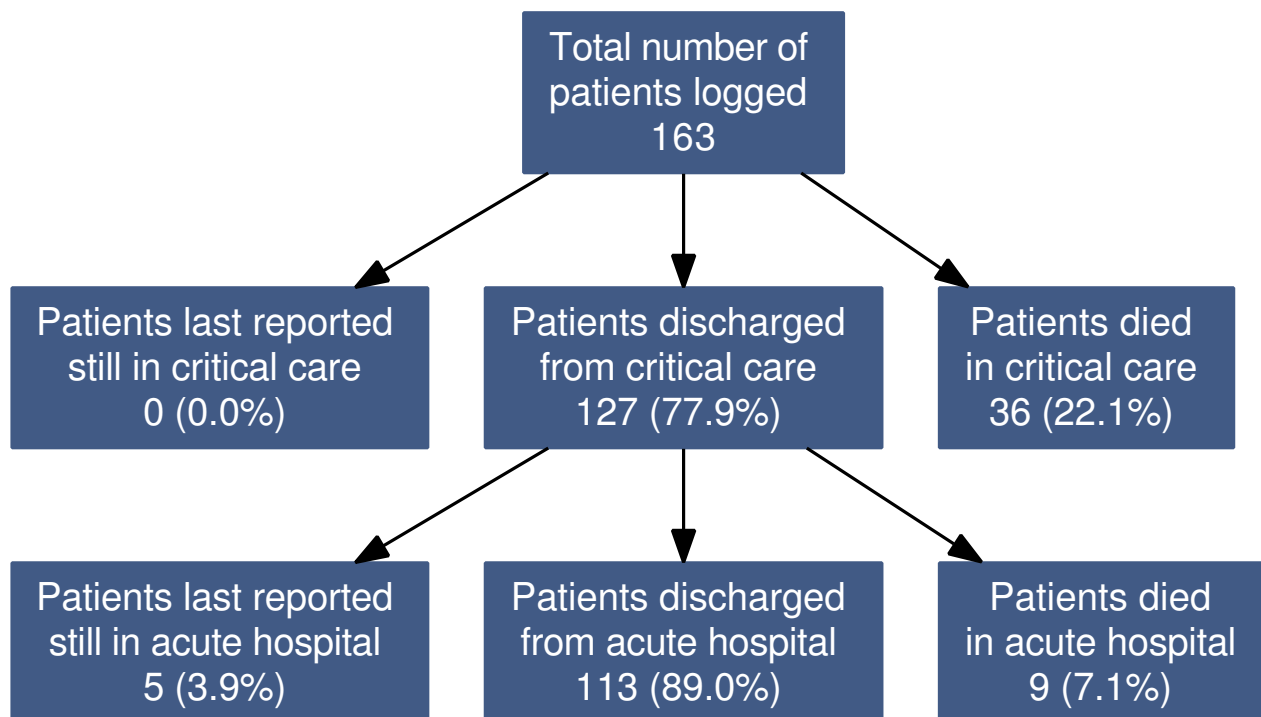 Total number of
patients logged
163
Patients last reported
still in critical care
0 (0.0%)
Patients discharged
from critical care
127 (77.9%)
Patients died
in critical care
36 (22.1%)
Patients last reported
still in acute hospital
5 (3.9%)
Patients discharged
from acute hospital
113 (89.0%)
Patients died
in acute hospital
9 (7.1%)